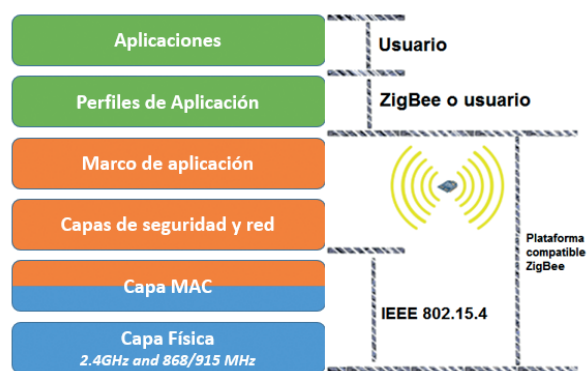 Aplicaciones
Usuario
Perfiles de Aplicación
ZigBee o usuario
Marco de aplicación
Capas de seguridad y red
Plataforma
compatible
ZigBee
Capa MAC
IEEE 802.15.4
Capa Física
2.4GHz and 868/915 MHz